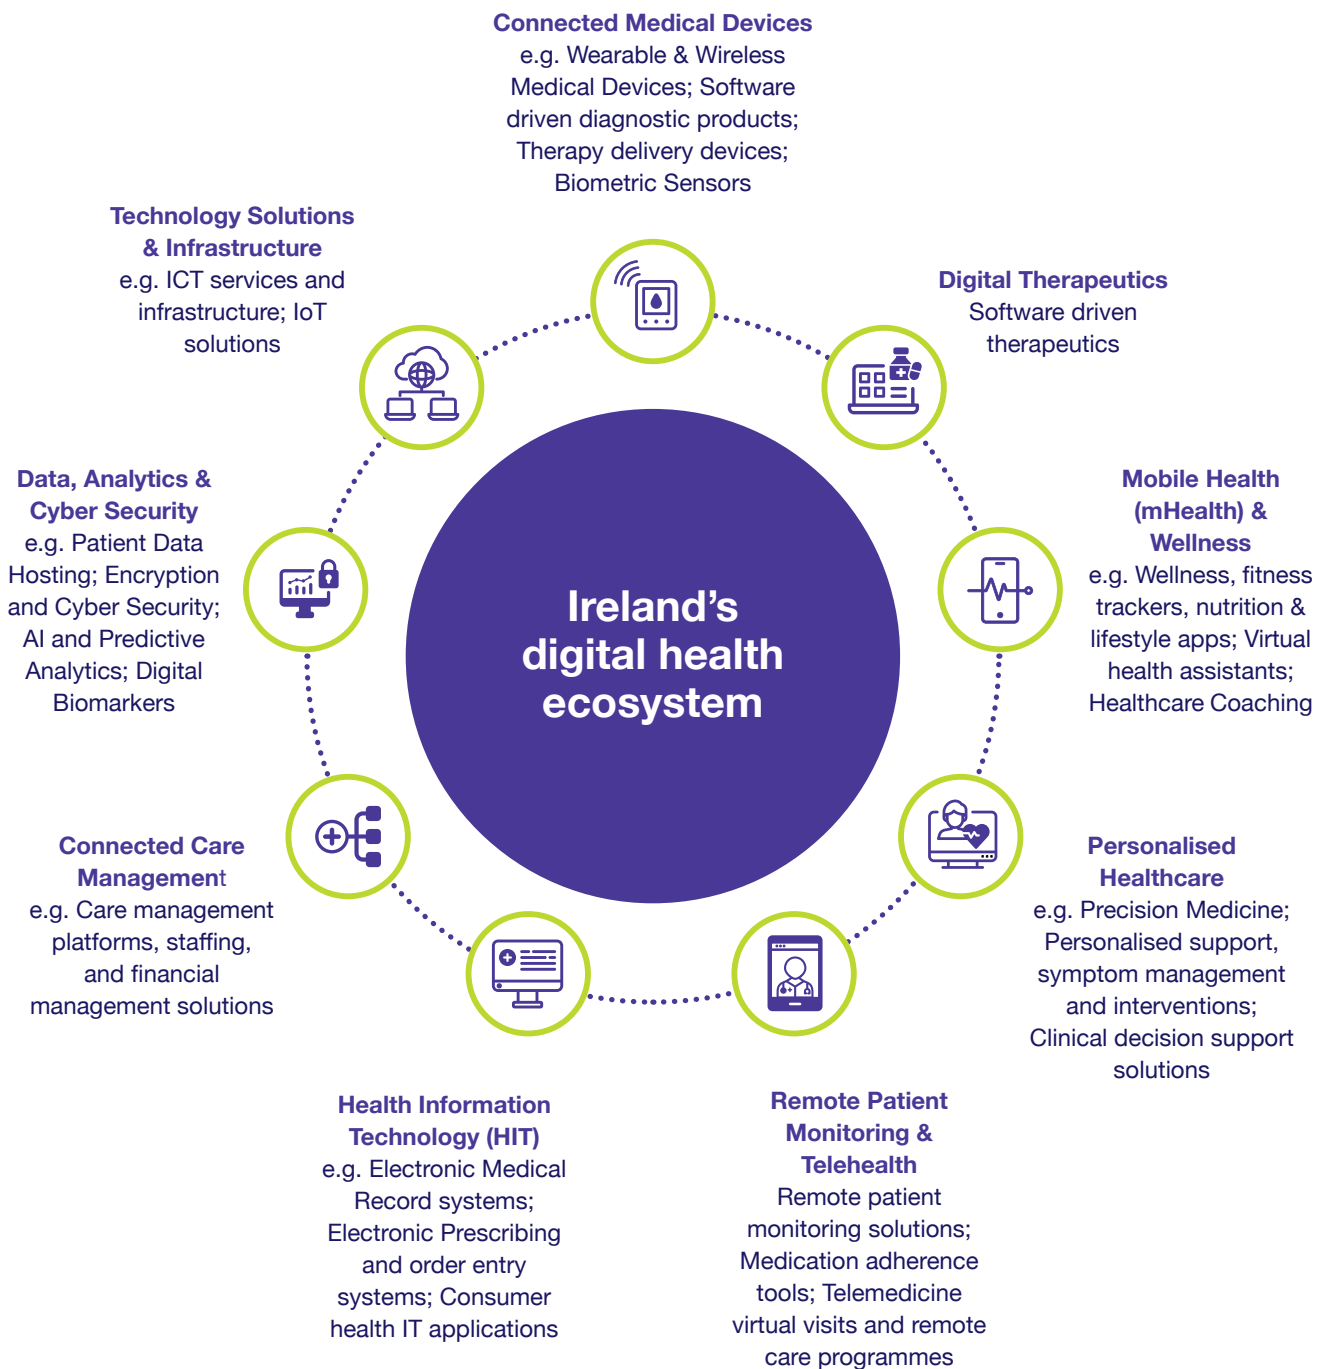 Connected Medical Devices
e.g. Wearable & Wireless
Medical Devices; Software
driven diagnostic products;
Therapy delivery devices;
Biometric Sensors
Technology Solutions
& Infrastructure
e.g. ICT services and
infrastructure; IoT
solutions
Digital Therapeutics
Software driven
therapeutics
Data, Analytics &
Cyber Security
e.g. Patient Data
Hosting; Encryption
and Cyber Security;
AI and Predictive
Analytics; Digital
Biomarkers
Ireland’s
digital health
ecosystem
Mobile Health
(mHealth) &
Wellness
e.g. Wellness, fitness
trackers, nutrition &
lifestyle apps; Virtual
health assistants;
Healthcare Coaching
Connected Care
Management
e.g. Care management
platforms, staffing,
and financial
management solutions
Personalised
Healthcare
e.g. Precision Medicine;
Personalised support,
symptom management
and interventions;
Clinical decision support
solutions
Health Information
Technology (HIT)
e.g. Electronic Medical
Record systems;
Electronic Prescribing
and order entry
systems; Consumer
health IT applications
Remote Patient
Monitoring &
Telehealth
Remote patient
monitoring solutions;
Medication adherence
tools; Telemedicine
virtual visits and remote
care programmes